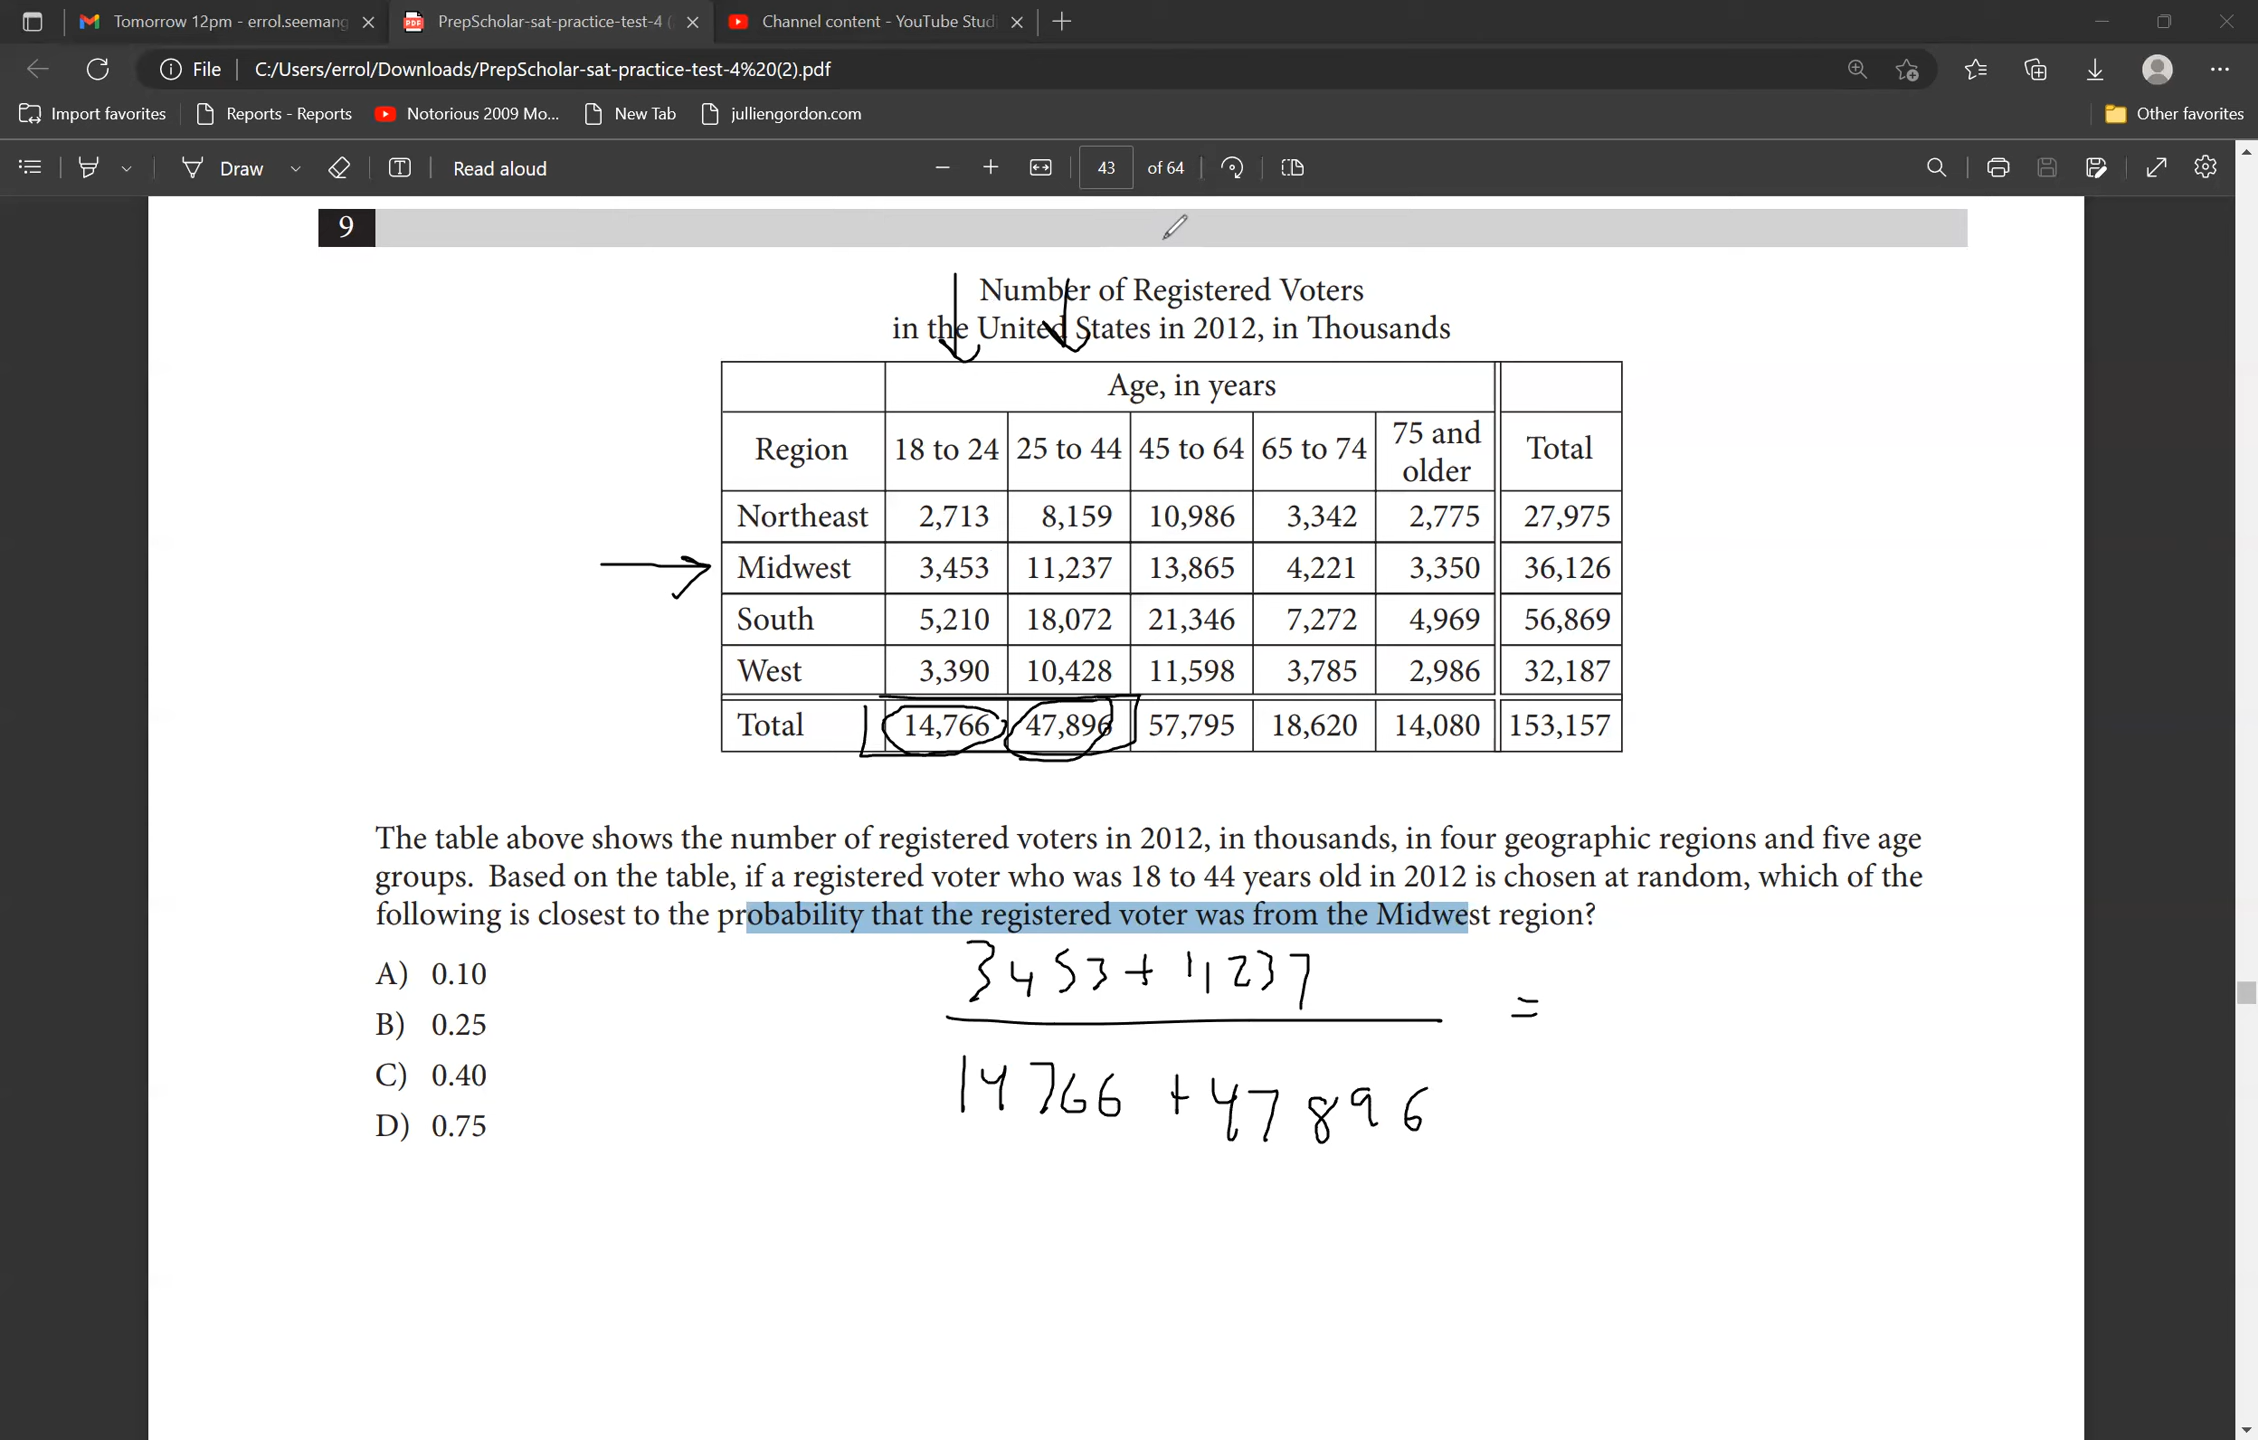 Tomorrow 12pm - errol.seemang
PrepScholar-sat-practice-test-4 (
Channel content - YouTube Stud
File C:/Users/errol/Downloads/PrepScholar-sat-practice-test-4%20(2).pdf
Import favorites Reports - Reports Notorious 2009 Mo... New Tab julliengordon.com Other favorites
Draw Read aloud 43 of 64
9
Number of Registered Voters
in the United States in 2012, in Thousands
Age, in years
Region 18 to 24 25 to 44 45 to 64 65 to 74 75 and older Total
Northeast 2,713 8,159 10,986 3,342 2,775 27,975
Midwest 3,453 11,237 13,865 4,221 3,350 36,126
South 5,210 18,072 21,346 7,272 4,969 56,869
West 3,390 10,428 11,598 3,785 2,986 32,187
Total 14,766 47,896 57,795 18,620 14,080 153,157
The table above shows the number of registered voters in 2012, in thousands, in four geographic regions and five age
groups. Based on the table, if a registered voter who was 18 to 44 years old in 2012 is chosen at random, which of the
following is closest to the probability that the registered voter was from the Midwest region?
A) 0.10
B) 0.25
C) 0.40
D) 0.75
3453 + 11237
=
14766 + 47896